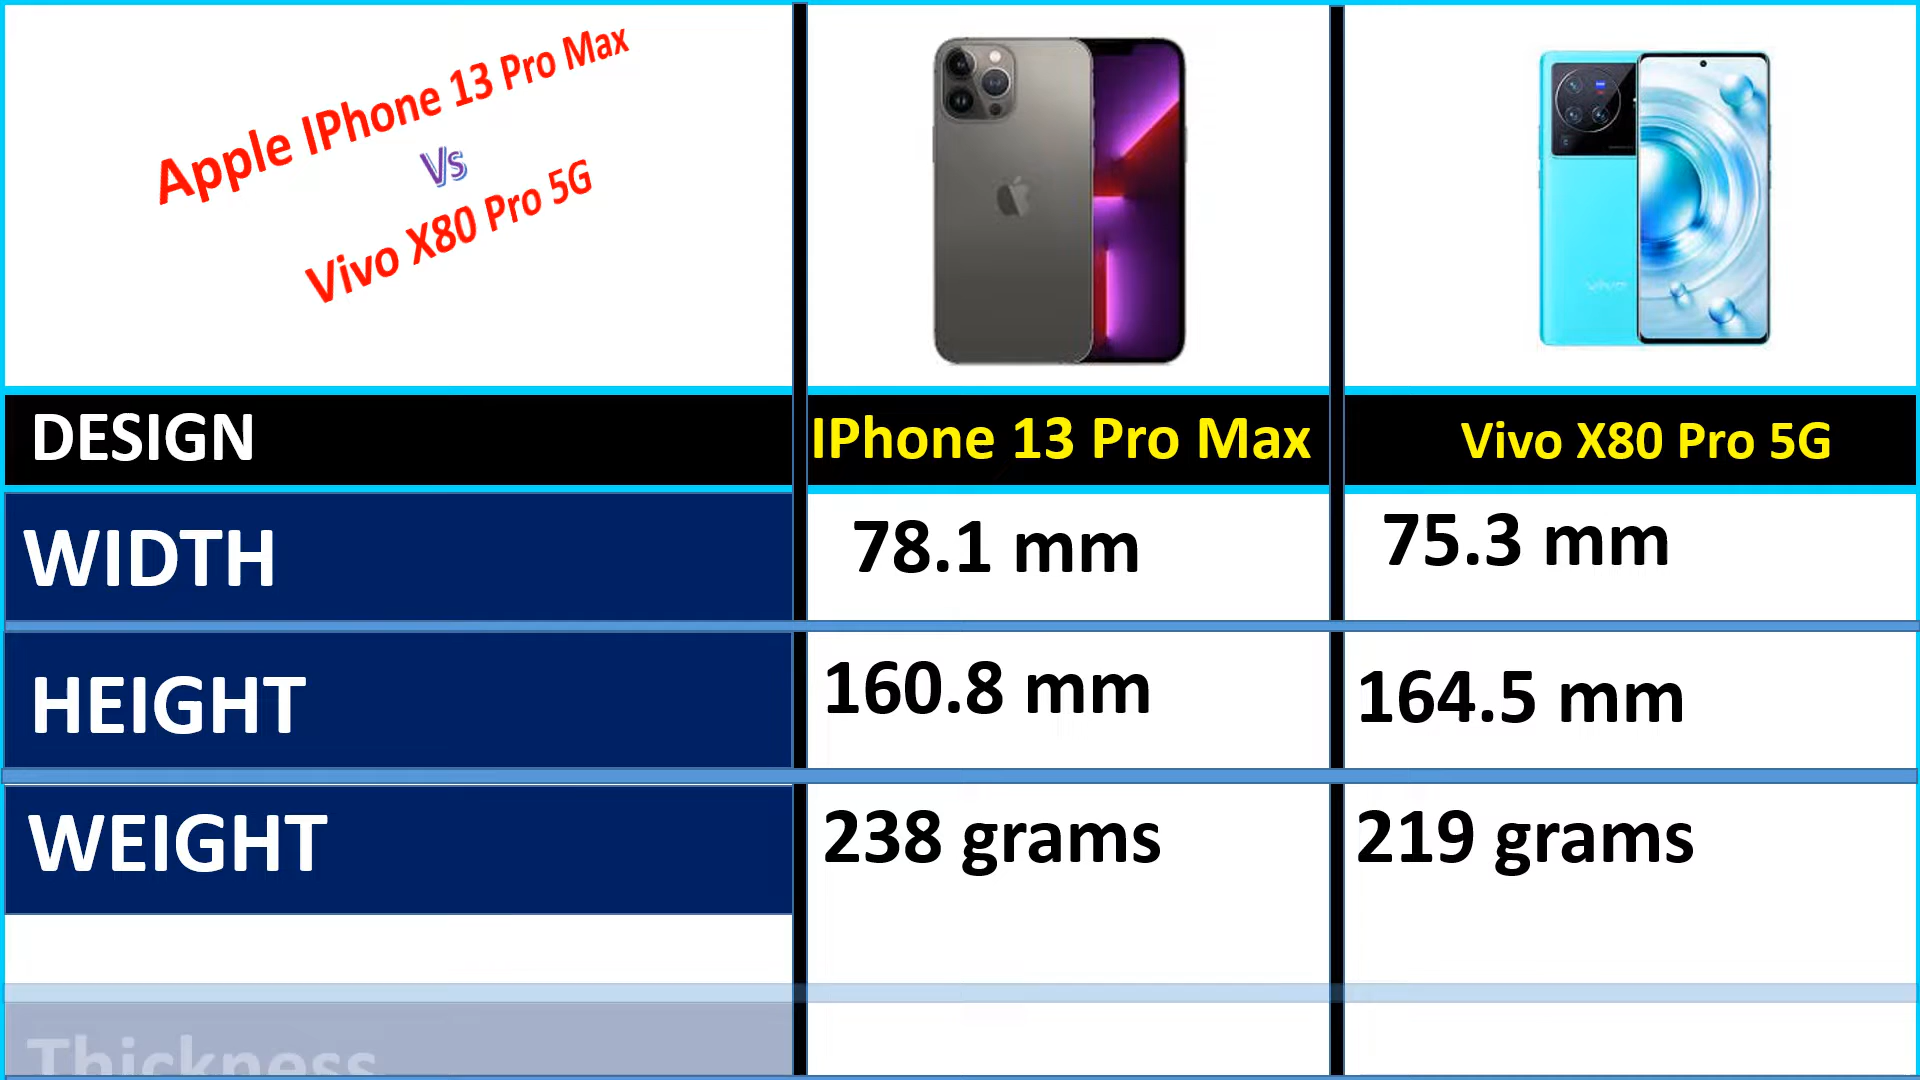 Apple IPhone 13 Pro Max
Vs
Vivo X80 Pro 5G
DESIGN
IPhone 13 Pro Max
Vivo X80 Pro 5G
WIDTH
78.1 mm
75.3 mm
HEIGHT
160.8 mm
164.5 mm
WEIGHT
238 grams
219 grams
Thickness
vivo